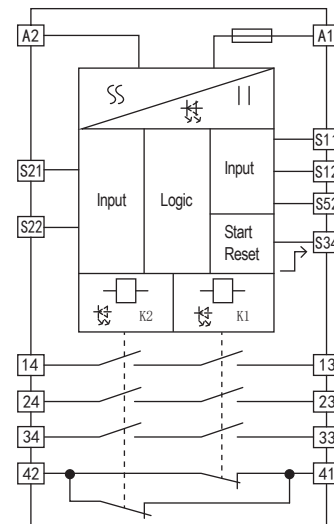 A2 A1
S11
S21 Input Logic Input S12
S52
S22 Start S34
Reset
K2 K1
14 13
24 23
34 33
42 41